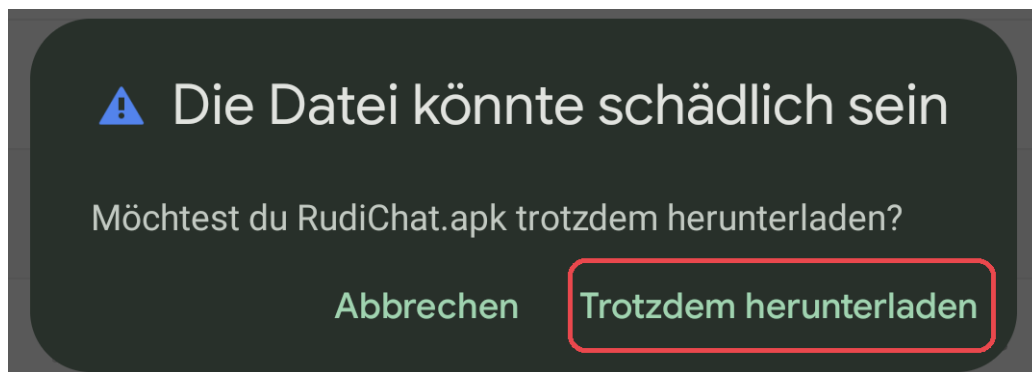 Die Datei könnte schädlich sein
Möchtest du RudiChat.apk trotzdem herunterladen?
Abbrechen
Trotzdem herunterladen